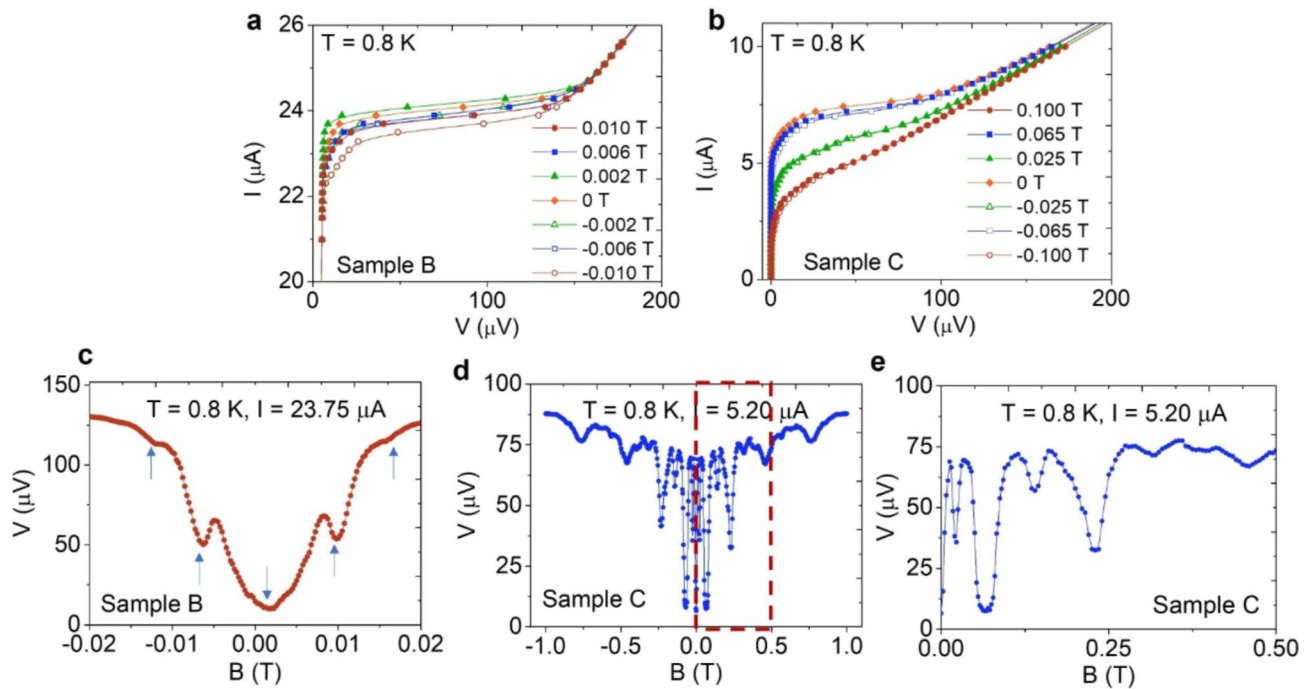 a
26
T = 0.8 K
24
22
20
I (µA)
0.010 T
0.006 T
0.002 T
0 T
-0.002 T
-0.006 T
-0.010 T
Sample B
0
100
200
V (µV)
b
10
T = 0.8 K
5
0
I (µA)
0.100 T
0.065 T
0.025 T
0 T
-0.025 T
-0.065 T
-0.100 T
Sample C
0
100
200
V (µV)
c
150
T = 0.8 K, I = 23.75 µA
100
50
0
V (µV)
Sample B
-0.02
-0.01
0.00
0.01
0.02
B (T)
d
100
T = 0.8 K, I = 5.20 µA
75
50
25
0
V (µV)
Sample C
-1.0
-0.5
0.0
0.5
1.0
B (T)
e
100
T = 0.8 K, I = 5.20 µA
75
50
25
0
V (µV)
Sample C
0.00
0.25
0.50
B (T)